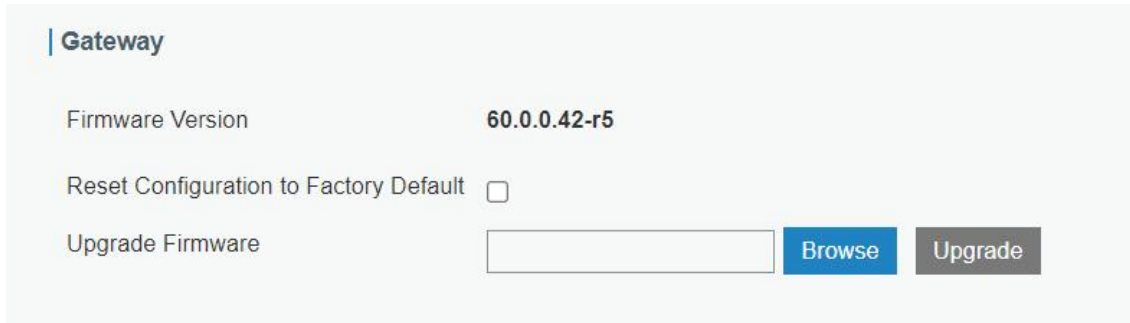 Gateway
Firmware Version 60.0.0.42-r5
Reset Configuration to Factory Default
Upgrade Firmware Browse Upgrade